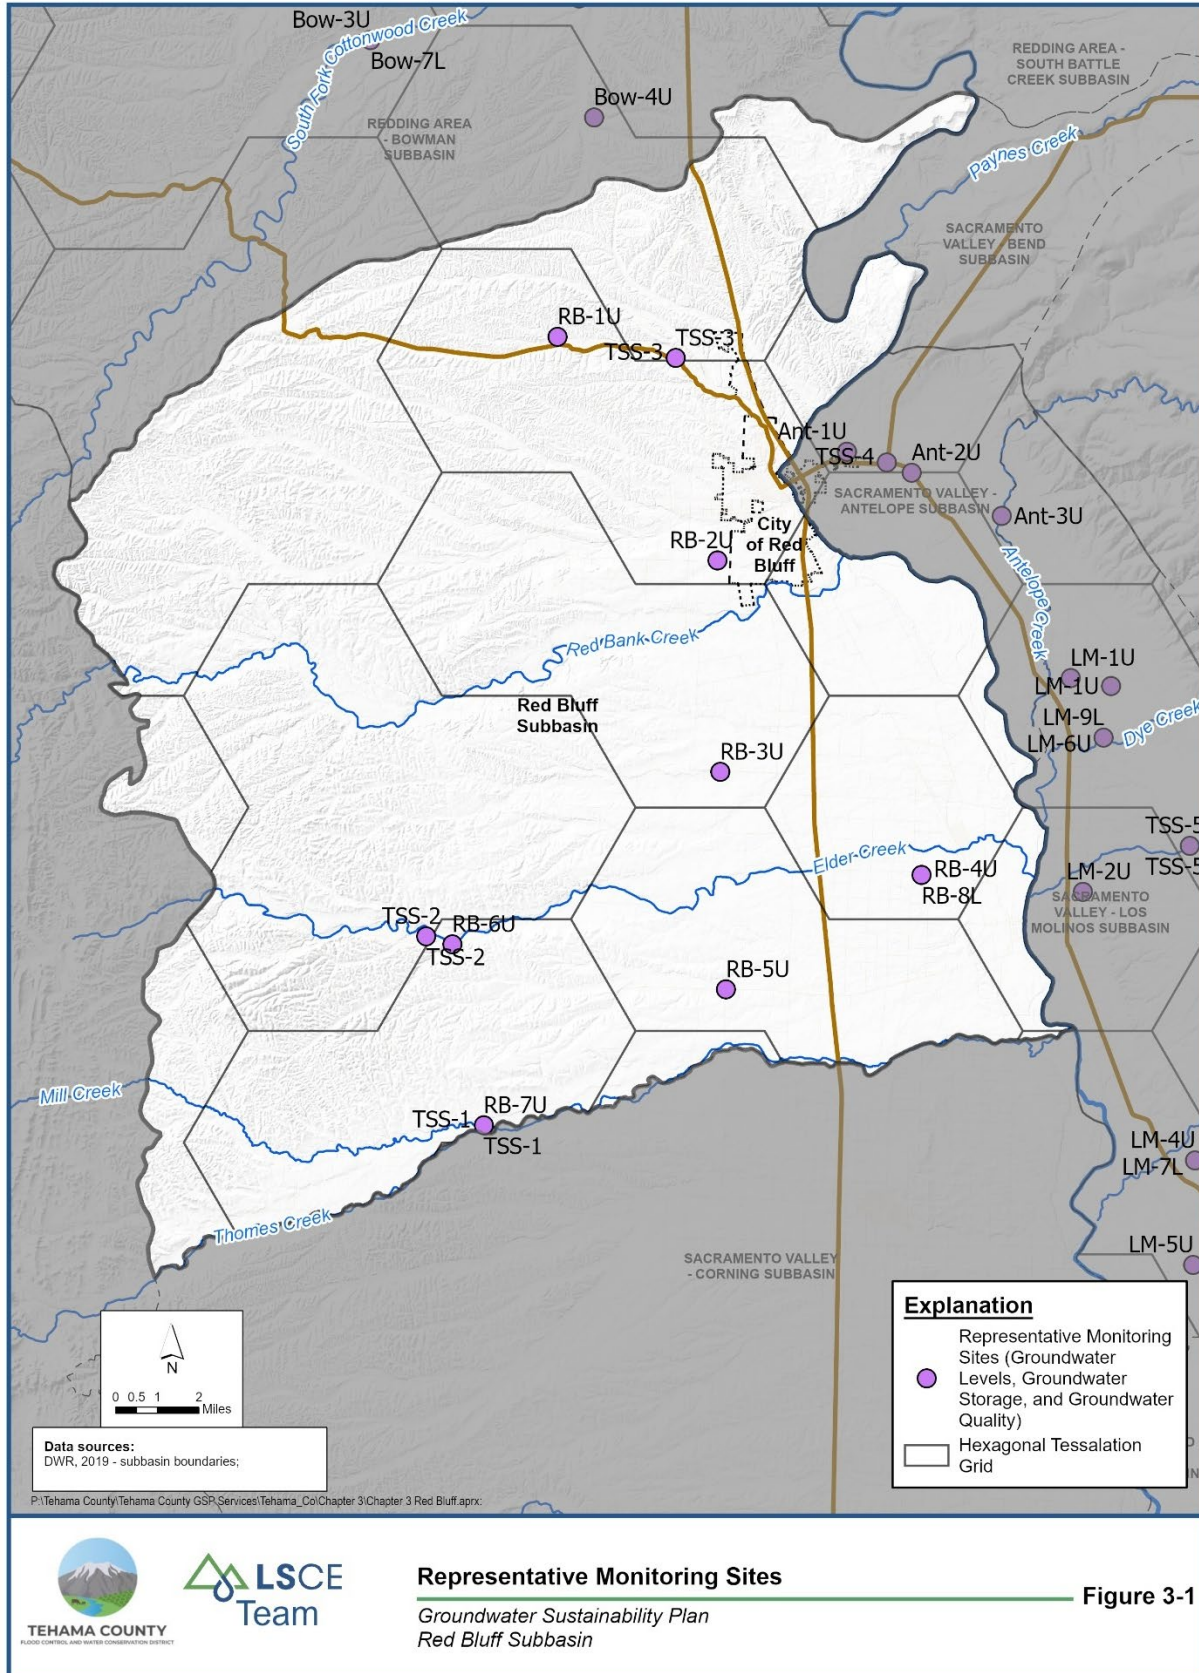 Bow-3U
South Fork Cottonwood Creek
Bow-7L
REDDING AREA -
SOUTH BATTLE
CREEK SUBBASIN
Bow-4U
REDDING AREA
- BOWMAN
SUBBASIN
Paynes Creek
SACRAMENTO
VALLEY - BEND
SUBBASIN
RB-1U
TSS-3
TSS-3
Ant-1U
TSS-4
Ant-2U
SACRAMENTO VALLEY -
ANTELOPE SUBBASIN
Ant-3U
City
of Red
Bluff
RB-2U
Antelope Creek
Red Bank Creek
LM-1U
LM-1U
Red Bluff
Subbasin
LM-9L
LM-6U
Dye Creek
RB-3U
TSS-5
TSS-5
Elder Creek
RB-4U
RB-8L
LM-2U
SACRAMENTO
VALLEY - LOS
MOLINOS SUBBASIN
TSS-2
RB-6U
TSS-2
RB-5U
Mill Creek
TSS-1
RB-7U
TSS-1
LM-4U
LM-7L
Thomes Creek
LM-5U
SACRAMENTO VALLEY
- CORNING SUBBASIN
Explanation
Representative Monitoring
Sites (Groundwater
Levels, Groundwater
Storage, and Groundwater
Quality)
Hexagonal Tessalation
Grid
N
0 0.5 1 2
Miles
Data sources:
DWR, 2019 - subbasin boundaries;
P:\Tehama County\Tehama County GSP Services\Tehama_Co\Chapter 3\Chapter 3 Red Bluff.aprx:
TEHAMA COUNTY
FLOOD CONTROL AND WATER CONSERVATION DISTRICT
LSCE
Team
Representative Monitoring Sites
Groundwater Sustainability Plan
Red Bluff Subbasin
Figure 3-1